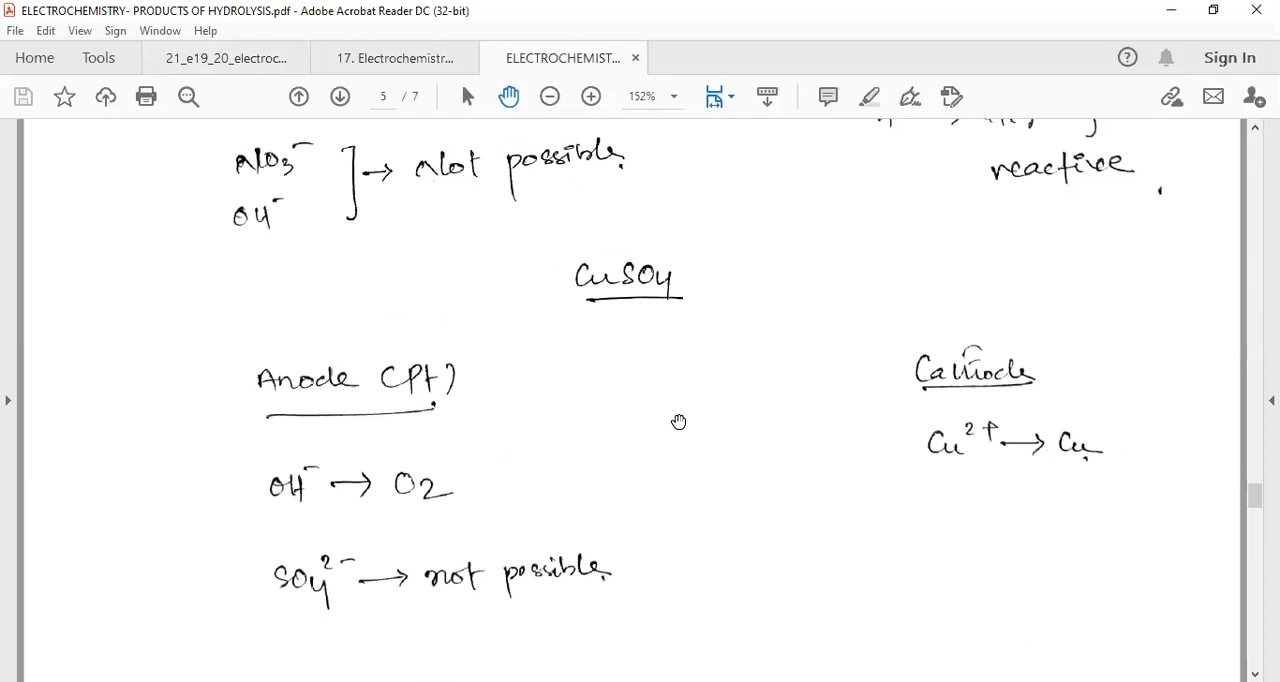 ELECTROCHEMISTRY- PRODUCTS OF HYDROLYSIS.pdf - Adobe Acrobat Reader DC (32-bit)
File Edit View Sign Window Help
Home Tools 21_e19_20_electroc... 17. Electrochemistr... ELECTROCHEMIST... × Sign In
5 / 7 152%
NO3⁻
OH⁻
→ Not possible.
reactive.
CuSO4
Anode (Pt)
Cathode
Cu²⁺ → Cu
OH⁻ → O2
SO4²⁻ → not possible.